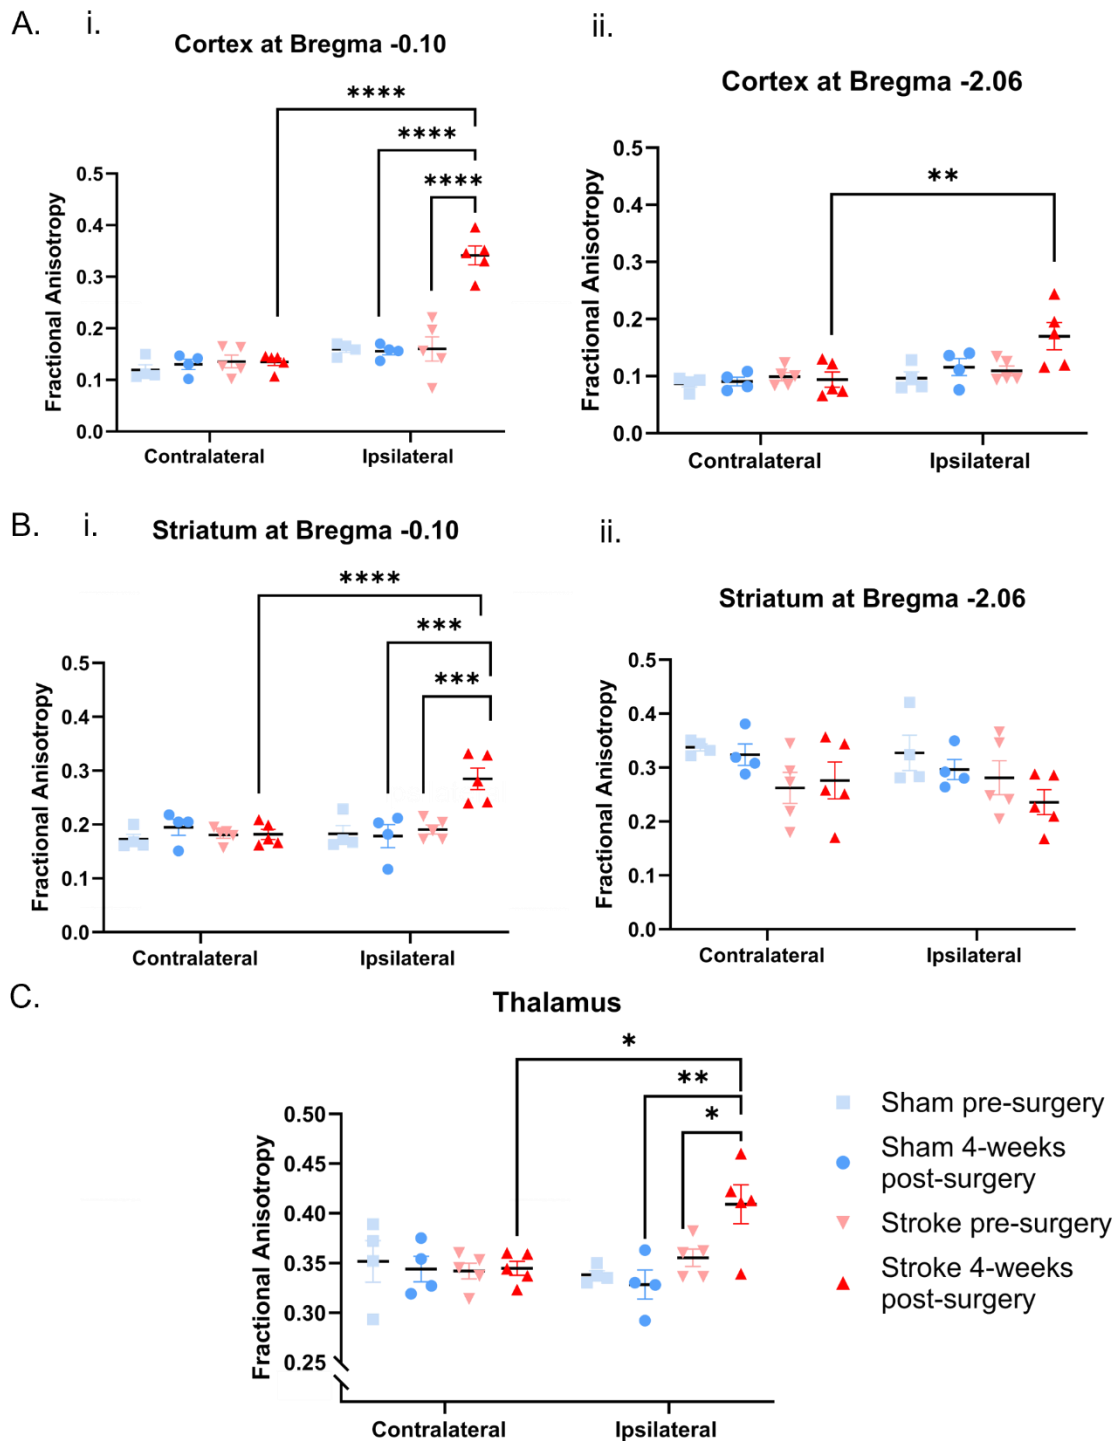 A.
i.
Cortex at Bregma -0.10
****
****
****
Fractional Anisotropy
0.5
0.4
0.3
0.2
0.1
0.0
Contralateral
Ipsilateral
ii.
Cortex at Bregma -2.06
**
Fractional Anisotropy
0.5
0.4
0.3
0.2
0.1
0.0
Contralateral
Ipsilateral
B.
i.
Striatum at Bregma -0.10
****
***
***
Fractional Anisotropy
0.5
0.4
0.3
0.2
0.1
0.0
Contralateral
Ipsilateral
ii.
Striatum at Bregma -2.06
Fractional Anisotropy
0.5
0.4
0.3
0.2
0.1
0.0
Contralateral
Ipsilateral
C.
Thalamus
*
**
*
Fractional Anisotropy
0.50
0.45
0.40
0.35
0.30
0.25
Contralateral
Ipsilateral
Sham pre-surgery
Sham 4-weeks
post-surgery
Stroke pre-surgery
Stroke 4-weeks
post-surgery